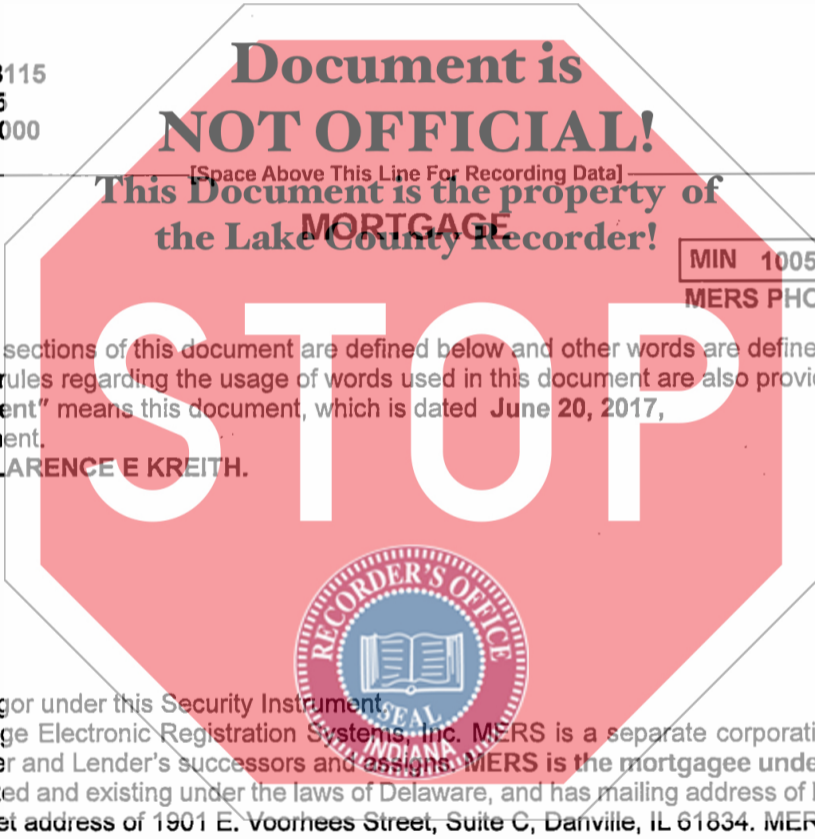 Document is
NOT OFFICIAL!
3115
5
000
[Space Above This Line For Recording Data]
This Document is the property of
MORTGAGE
the Lake County Recorder!
MIN 1005
MERS PHO
STOP
sections of this document are defined below and other words are define
rules regarding the usage of words used in this document are also provi
ent” means this document, which is dated June 20, 2017,
ent.
LARENCE E KREITH.
RECORDER'S OFFICE
SEAL
INDIANA
gor under this Security Instrument.
ge Electronic Registration Systems, Inc. MERS is a separate corporati
er and Lender’s successors and assigns. MERS is the mortgagee unde
ted and existing under the laws of Delaware, and has mailing address of
et address of 1901 E. Voorhees Street, Suite C, Danville, IL 61834. MER